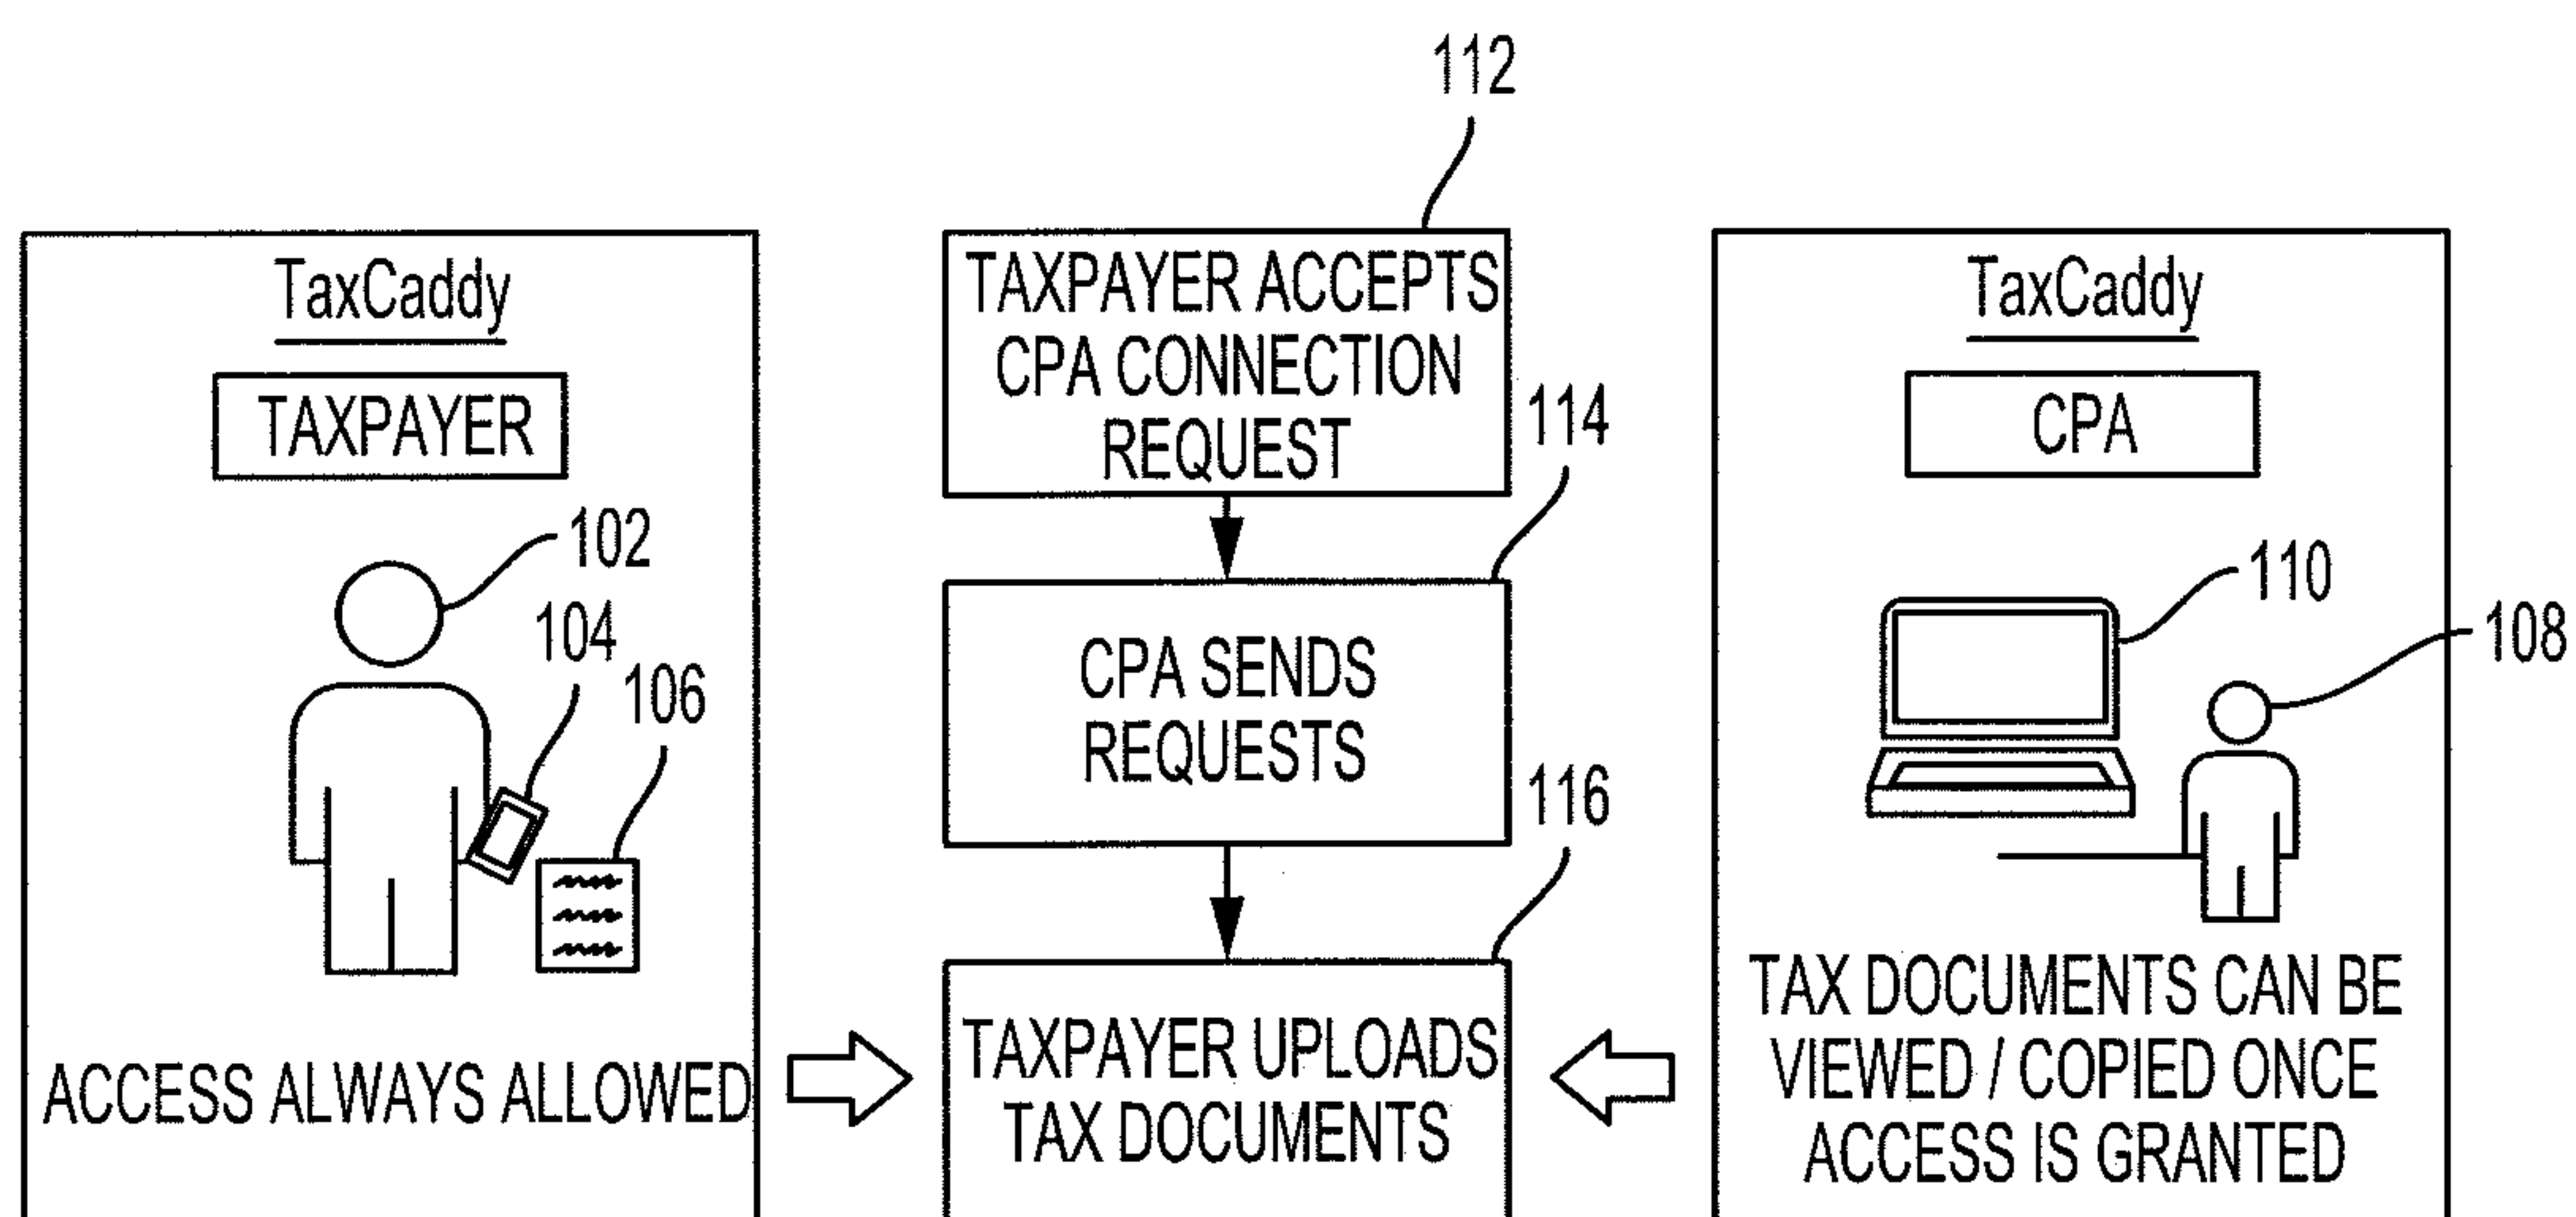 112
TaxCaddy
TAXPAYER
102
104
106
ACCESS ALWAYS ALLOWED
TAXPAYER ACCEPTS
CPA CONNECTION
REQUEST
114
CPA SENDS
REQUESTS
116
TAXPAYER UPLOADS
TAX DOCUMENTS
TaxCaddy
CPA
110
108
TAX DOCUMENTS CAN BE
VIEWED / COPIED ONCE
ACCESS IS GRANTED